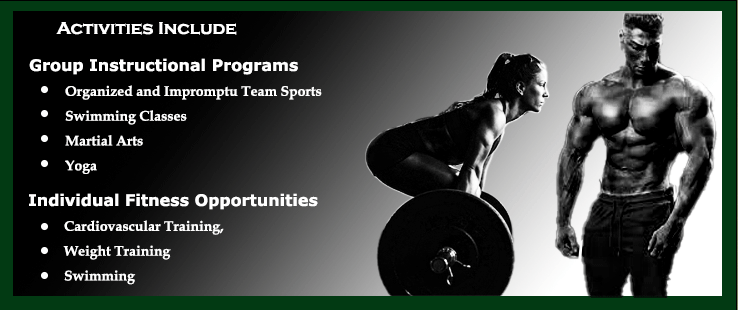 Activities Include
Group Instructional Programs
• Organized and Impromptu Team Sports
• Swimming Classes
• Martial Arts
• Yoga
Individual Fitness Opportunities
• Cardiovascular Training,
• Weight Training
• Swimming